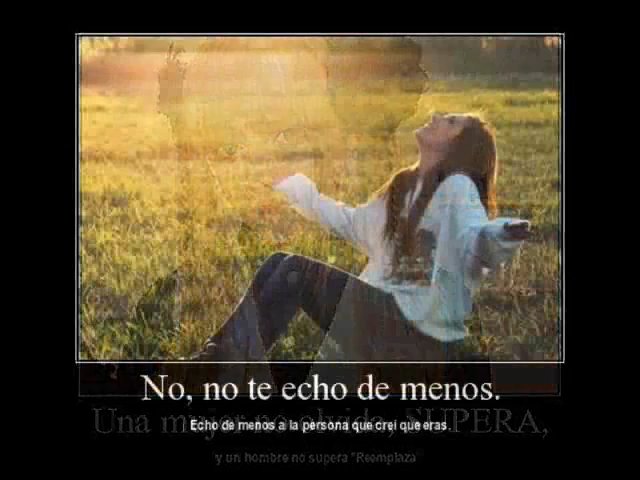 No, no te echo de menos.
Una mujer no olvida, SUPERA,
Echo de menos a la persona que crei que eras.
y un hombre no supera "Reemplaza"